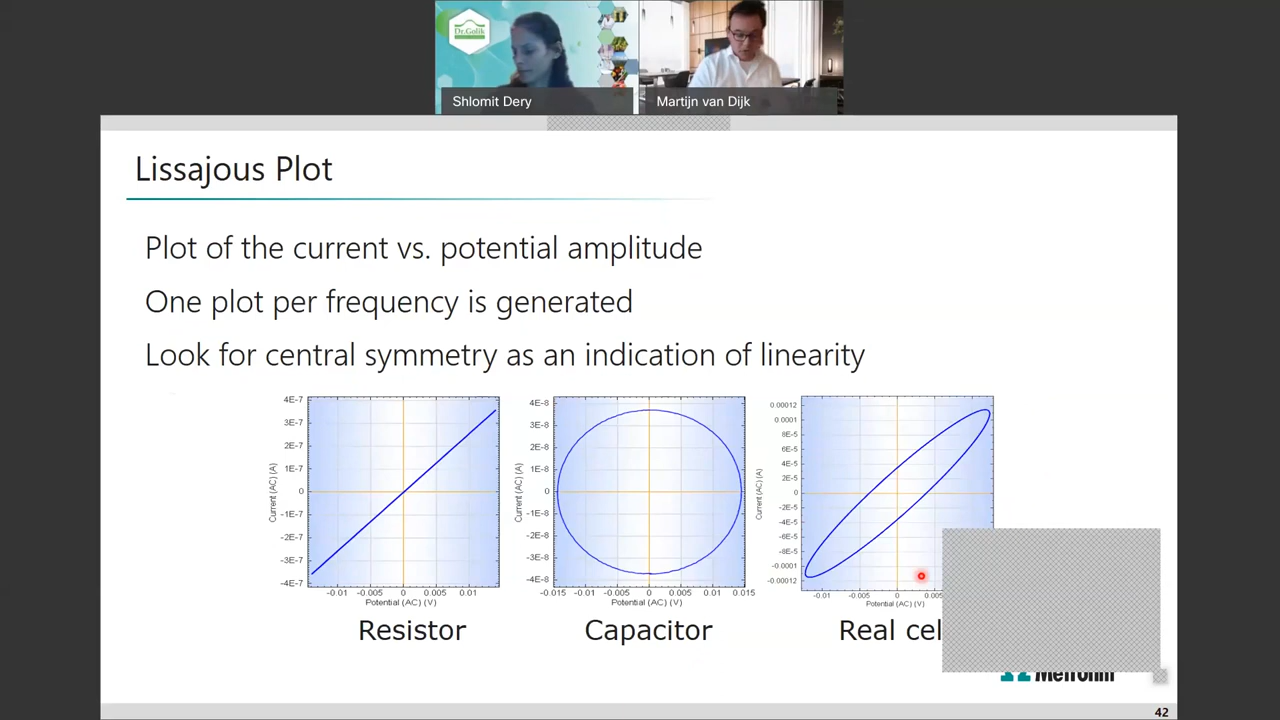 Dr.Golik
Shlomit Dery
Martijn van Dijk
Lissajous Plot
Plot of the current vs. potential amplitude
One plot per frequency is generated
Look for central symmetry as an indication of linearity
4E-7
3E-7
2E-7
1E-7
0
-1E-7
-2E-7
-3E-7
-4E-7
Current (AC) (A)
-0.01 0 0.01
Potential (AC) (V)
Resistor
4E-8
3E-8
2E-8
1E-8
0
-1E-8
-2E-8
-3E-8
-4E-8
Current (AC) (A)
-0.015 -0.01 -0.005 0 0.005 0.01 0.015
Potential (AC) (V)
Capacitor
0.00012
0.0001
8E-5
6E-5
4E-5
2E-5
0
-2E-5
-4E-5
-6E-5
-8E-5
-0.0001
-0.00012
Current (AC) (A)
-0.01 -0.005 0 0.005
Potential (AC) (V)
Real cel
Metrohm
42